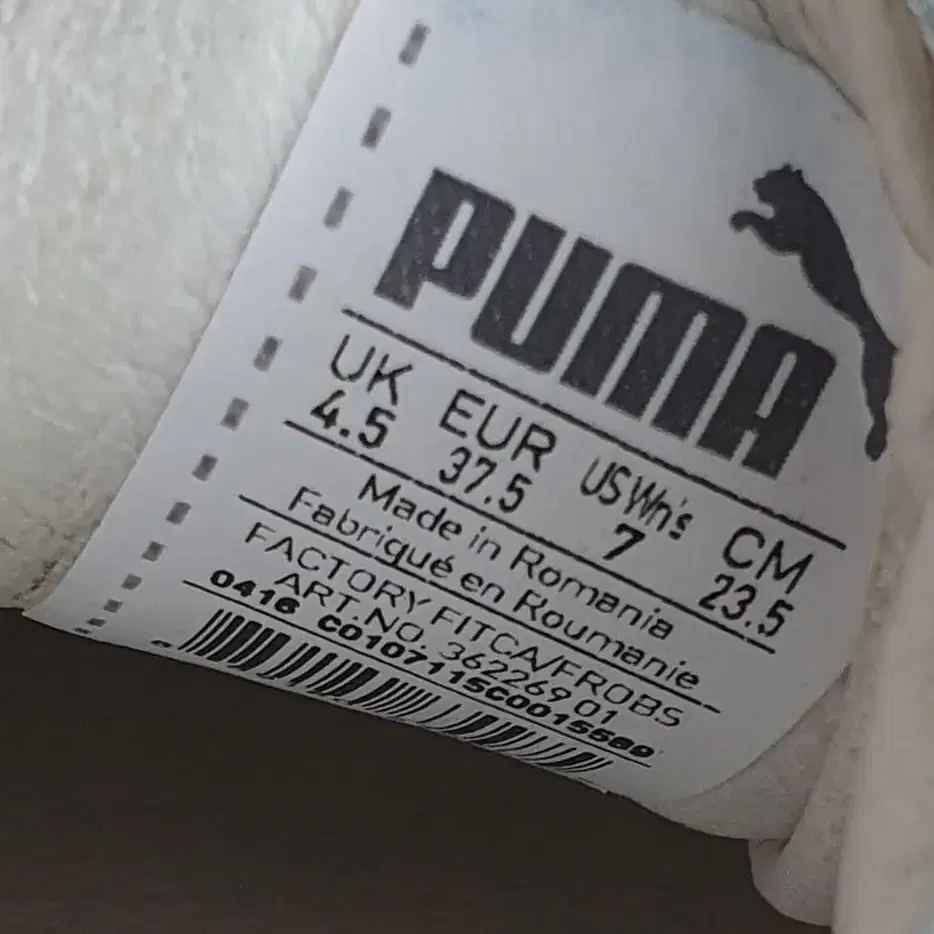 PUMA
UK EUR US Wn's CM
4.5 37.5 7 23.5
Made in Romania
Fabriqué en Roumanie
FACTORY FITCA/FROBS
ART.NO. 362269 01
0416